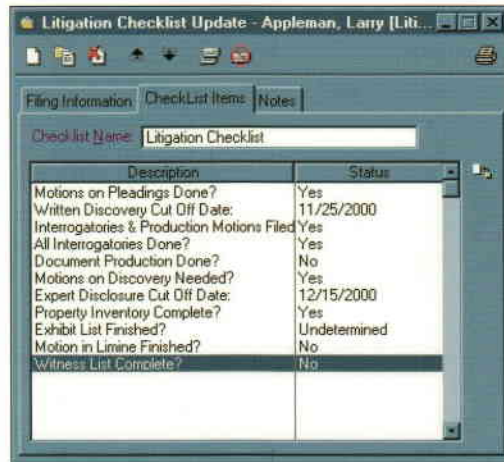 Litigation Checklist Update - Appleman, Larry [Liti...
Filing Information CheckList Items Notes
Checklist Name: Litigation Checklist
Description Status
Motions on Pleadings Done? Yes
Written Discovery Cut Off Date: 11/25/2000
Interrogatories & Production Motions Filed Yes
All Interrogatories Done? Yes
Document Production Done? No
Motions on Discovery Needed? Yes
Expert Disclosure Cut Off Date: 12/15/2000
Property Inventory Complete? Yes
Exhibit List Finished? Undetermined
Motion in Limine Finished? No
Witness List Complete? No